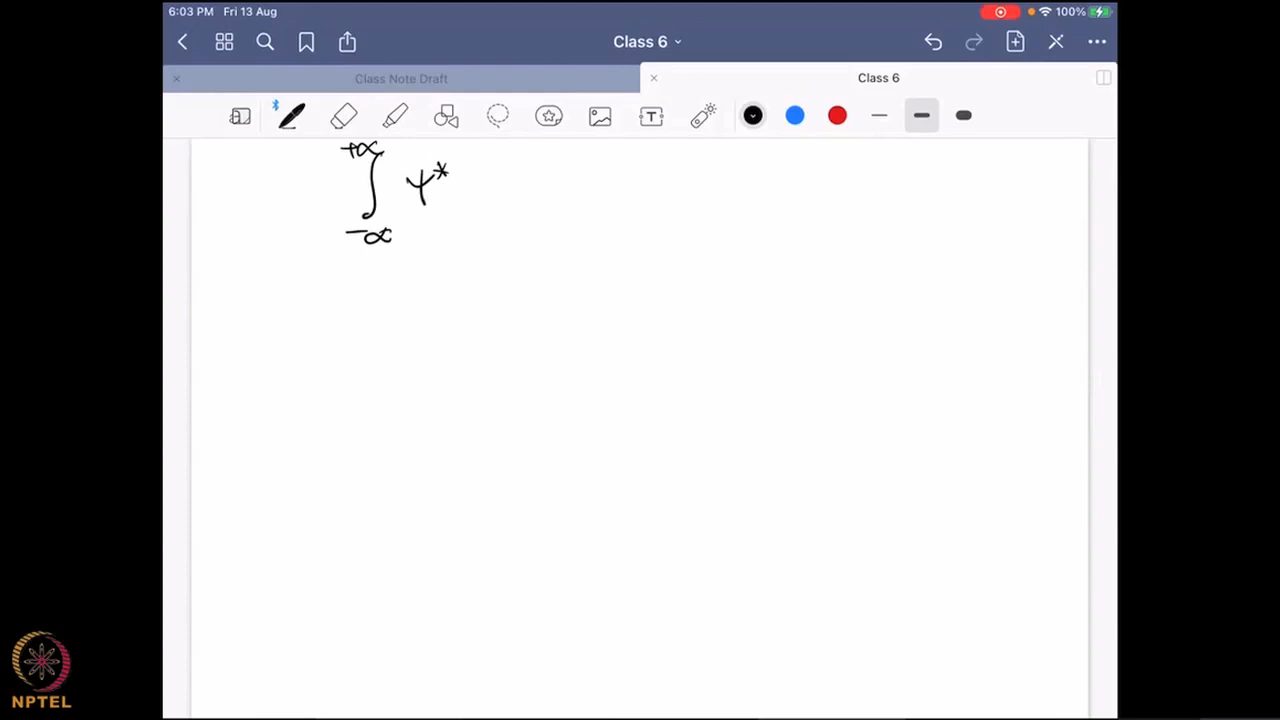 6:03 PM Fri 13 Aug 100%
Class 6
Class Note Draft
Class 6
T
+∞
∫ ψ*
-∞
NPTEL